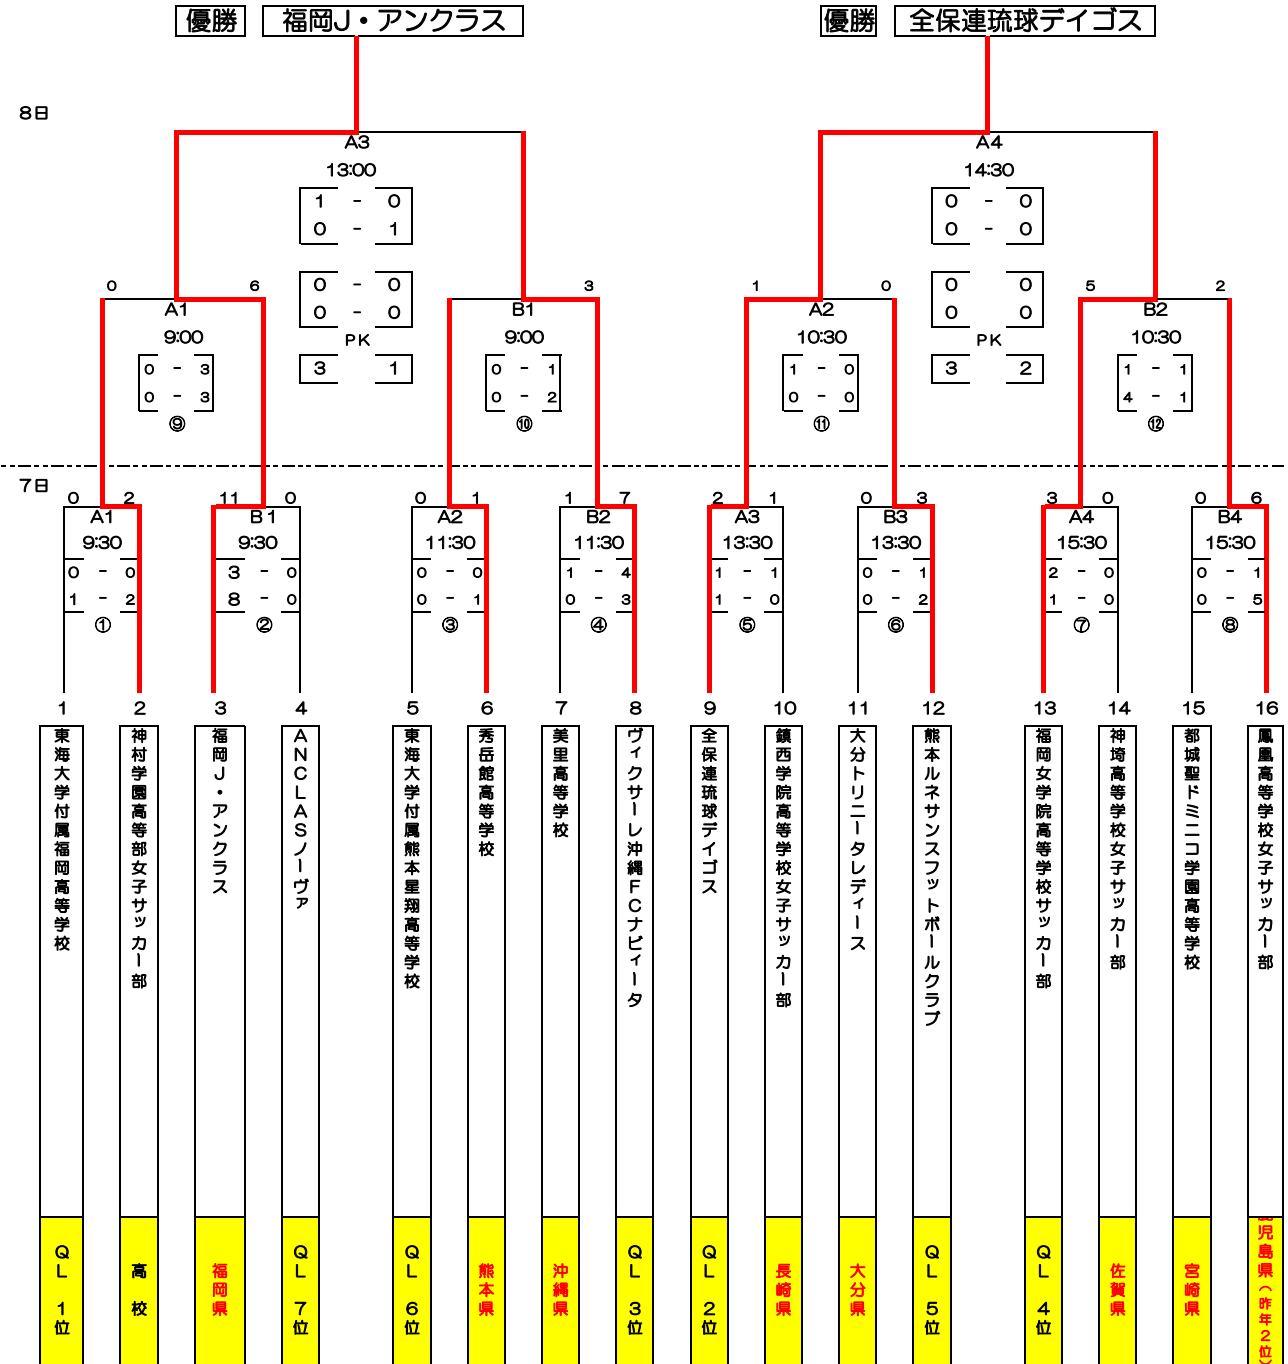 優勝 福岡J・アンクラス 優勝 全保連琉球デイゴス
8日
A3 A4
13:00 14:30
1 - 0 0 - 0
0 - 1 0 - 0
0 - 0 0 0
0 - 0 0 0
PK PK
3 1 3 2
0 6 3 1 0 5 2
A1 B1 A2 B2
9:00 9:00 10:30 10:30
0 - 3 0 - 1 1 - 0 1 - 1
0 - 3 0 - 2 0 - 0 4 - 1
⑨ ⑩ ⑪ ⑫
7日
0 2 11 0 0 1 1 7 2 1 0 3 3 0 0 6
A1 B1 A2 B2 A3 B3 A4 B4
9:30 9:30 11:30 11:30 13:30 13:30 15:30 15:30
0 - 0 3 - 0 0 - 0 1 - 4 1 - 1 0 - 1 2 - 0 0 - 1
1 - 2 8 - 0 0 - 1 0 - 3 1 - 0 0 - 2 1 - 0 0 - 5
① ② ③ ④ ⑤ ⑥ ⑦ ⑧
1 2 3 4 5 6 7 8 9 10 11 12 13 14 15 16
東海大学付属福岡高等学校
神村学園高等部女子サッカー部
福岡J・アンクラス
ANCLASノーヴァ
東海大学付属熊本星翔高等学校
秀岳館高等学校
美里高等学校
ヴィクサーレ沖縄FCナビィータ
全保連琉球デイゴス
鎮西学院高等学校女子サッカー部
大分トリニータレディース
熊本ルネサンスフットボールクラブ
福岡女学院高等学校サッカー部
神埼高等学校女子サッカー部
都城聖ドミニコ学園高等学校
鳳凰高等学校女子サッカー部
QL 1位
高校
福岡県
QL 7位
QL 6位
熊本県
沖縄県
QL 3位
QL 2位
長崎県
大分県
QL 5位
QL 4位
佐賀県
宮崎県
鹿児島県(昨年2位)